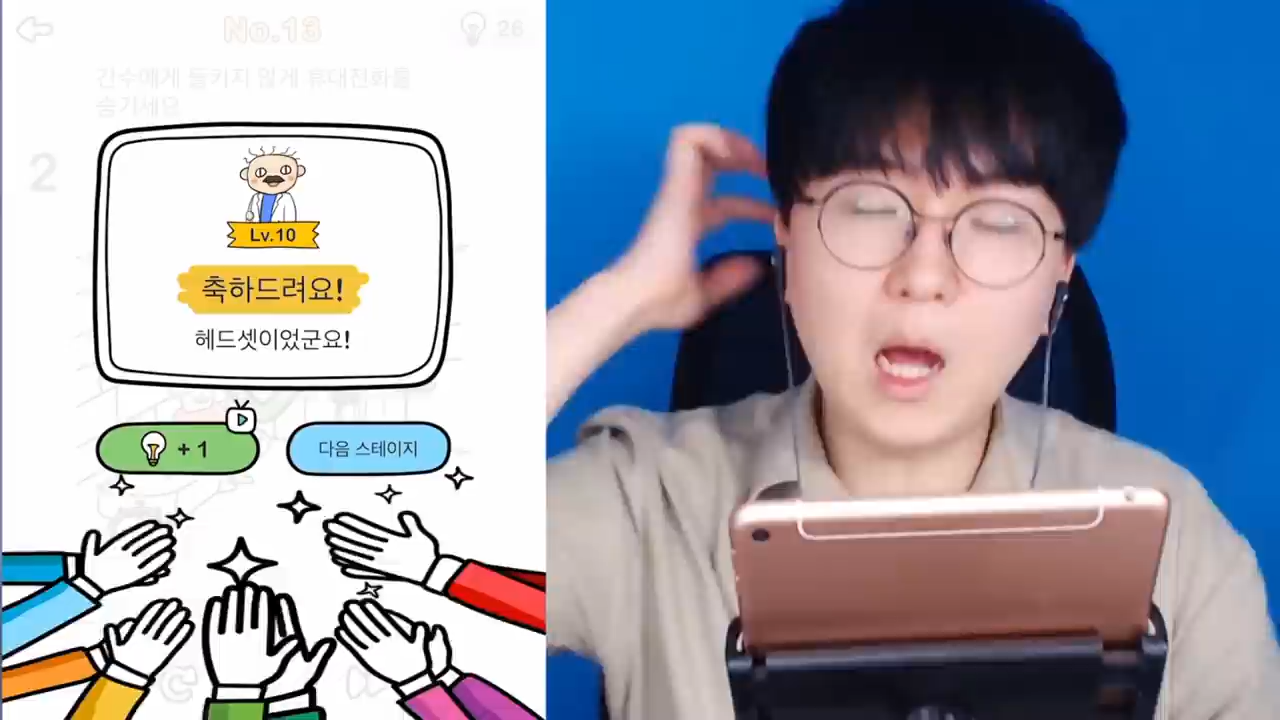 No.13
26
간수에게 들키지 않게 휴대전화를
숨기세요
2
Lv.10
축하드려요!
헤드셋이었군요!
+1
다음 스테이지